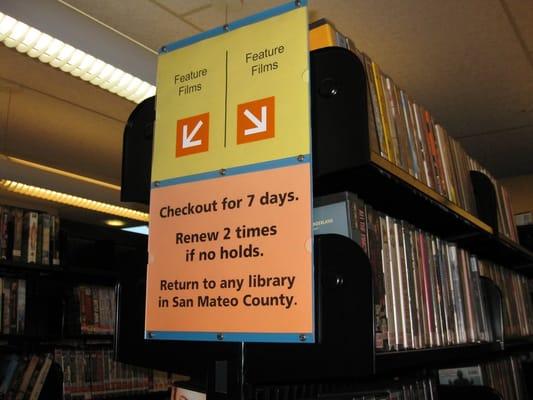 Feature
Films
Feature
Films
Checkout for 7 days.
Renew 2 times
if no holds.
Return to any library
in San Mateo County.